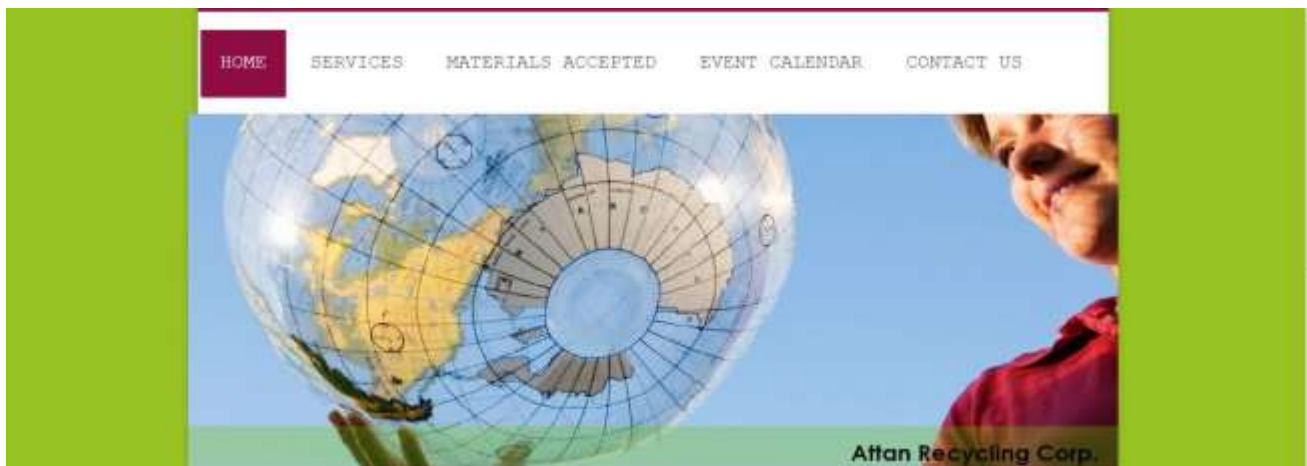 HOME SERVICES MATERIALS ACCEPTED EVENT CALENDAR CONTACT US
Attan Recycling Corp.